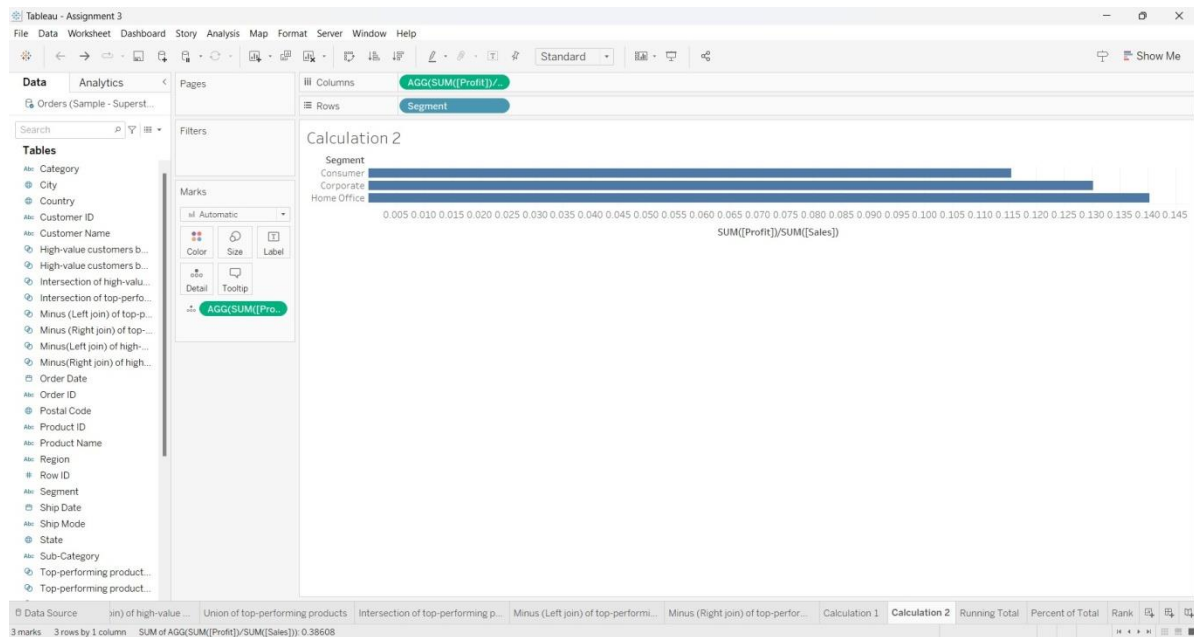 Tableau - Assignment 3
File Data Worksheet Dashboard Story Analysis Map Format Server Window Help
Standard
Show Me
Data Analytics
Pages
Columns
AGG(SUM([Profit])/..
Orders (Sample - Superst...
Rows
Segment
Search
Filters
Calculation 2
Tables
Segment
Abc Category
Consumer
City
Corporate
Country
Marks
Home Office
Abc Customer ID
Automatic
0.005 0.010 0.015 0.020 0.025 0.030 0.035 0.040 0.045 0.050 0.055 0.060 0.065 0.070 0.075 0.080 0.085 0.090 0.095 0.100 0.105 0.110 0.115 0.120 0.125 0.130 0.135 0.140 0.145
Abc Customer Name
SUM([Profit])/SUM([Sales])
High-value customers b...
Color Size Label
High-value customers b...
Intersection of high-valu...
Detail Tooltip
Intersection of top-perfo...
Minus (Left join) of top-p...
AGG(SUM([Pro..
Minus (Right join) of top-...
Minus(Left join) of high-...
Minus(Right join) of high...
Order Date
Abc Order ID
Postal Code
Abc Product ID
Abc Product Name
Abc Region
# Row ID
Abc Segment
Ship Date
Abc Ship Mode
State
Abc Sub-Category
Top-performing product...
Top-performing product...
Data Source
oin) of high-value ...
Union of top-performing products
Intersection of top-performing p...
Minus (Left join) of top-performi...
Minus (Right join) of top-perfor...
Calculation 1
Calculation 2
Running Total
Percent of Total
Rank
3 marks 3 rows by 1 column SUM of AGG(SUM([Profit])/SUM([Sales])): 0.38608